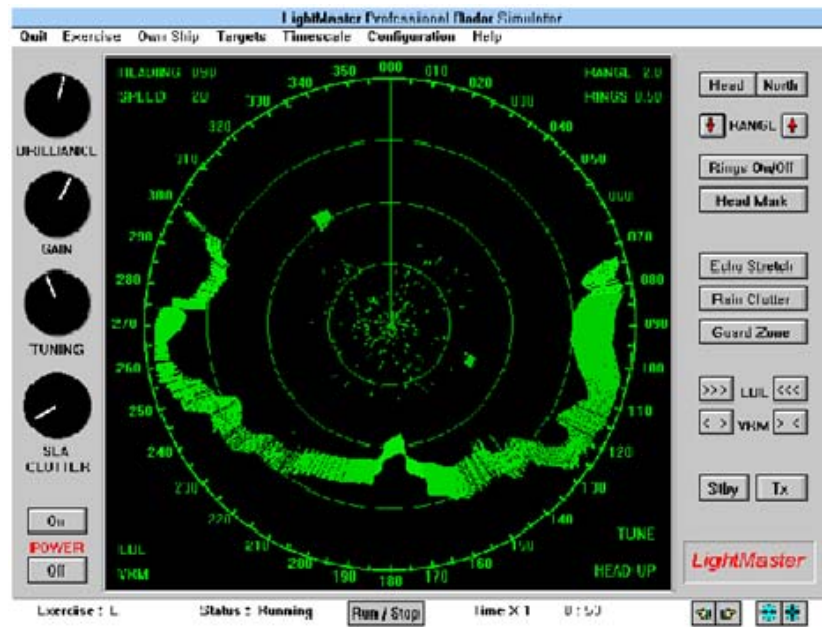 LightMaster Professional Radar Simulator
Quit Exercise Own Ship Targets Timescale Configuration Help
HEADING 090
SPEED 20
RANGE 2.0
RINGS 0.50
000 010 020 030 040 050 060 070 080 090 100 110 120 130 140 150 160 170 180 190 200 210 220 230 240 250 260 270 280 290 300 310 320 330 340 350
BRILLIANCE
GAIN
TUNING
SEA
CLUTTER
On
POWER
Off
EBL
VRM
TUNE
HEAD UP
Head North
RANGE
Rings On/Off
Head Mark
Echo Stretch
Rain Clutter
Guard Zone
>>> EBL <<<
< > VRM > <
Stby Tx
LightMaster
Exercise : E Status : Running Run / Stop Time X 1 0 : 50